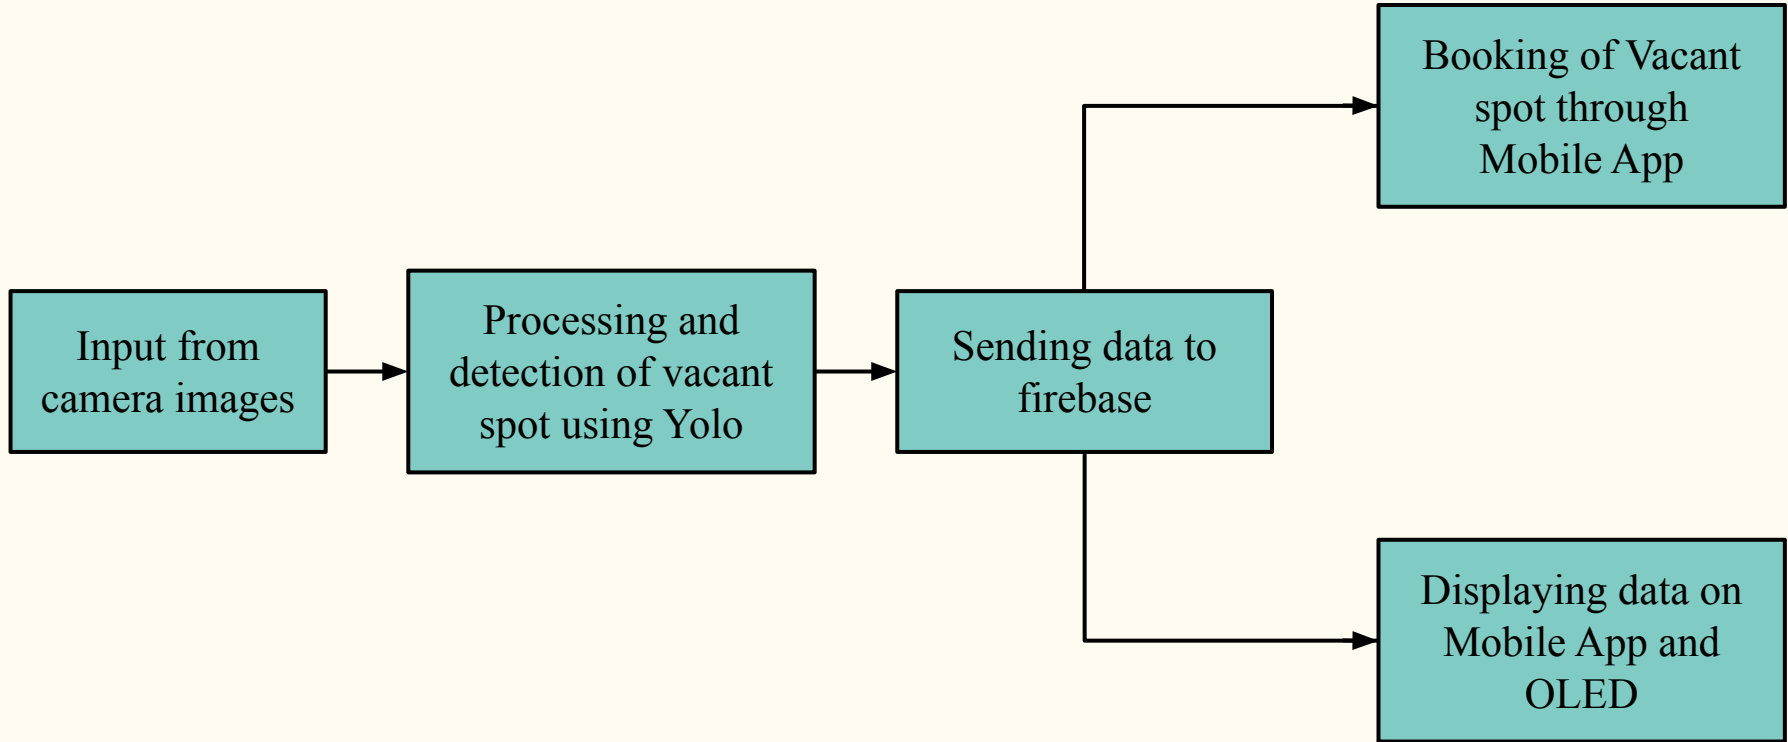 Input from
camera images
Processing and
detection of vacant
spot using Yolo
Sending data to
firebase
Booking of Vacant
spot through
Mobile App
Displaying data on
Mobile App and
OLED